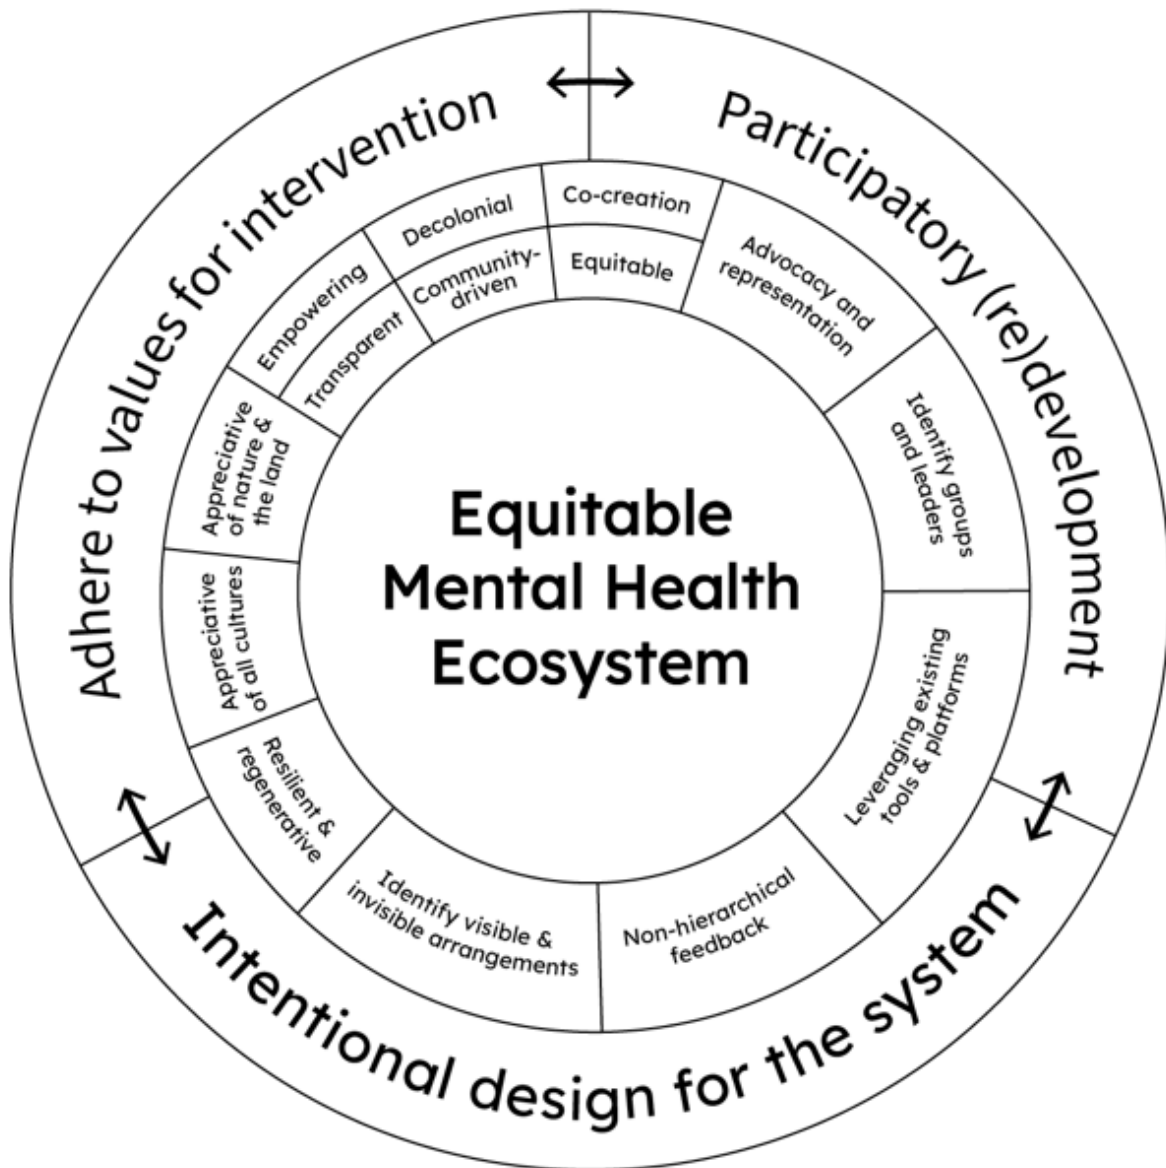 Adhere to values for intervention
Participatory (re)development
Intentional design for the system
Co-creation
Equitable
Advocacy and
representation
Identify groups
and leaders
Leveraging existing
tools & platforms
Non-hierarchical
feedback
Identify visible &
invisible arrangements
Resilient &
regenerative
Appreciative
of all cultures
Appreciative
of nature &
the land
Empowering
Transparent
Decolonial
Community-
driven
Equitable
Mental Health
Ecosystem